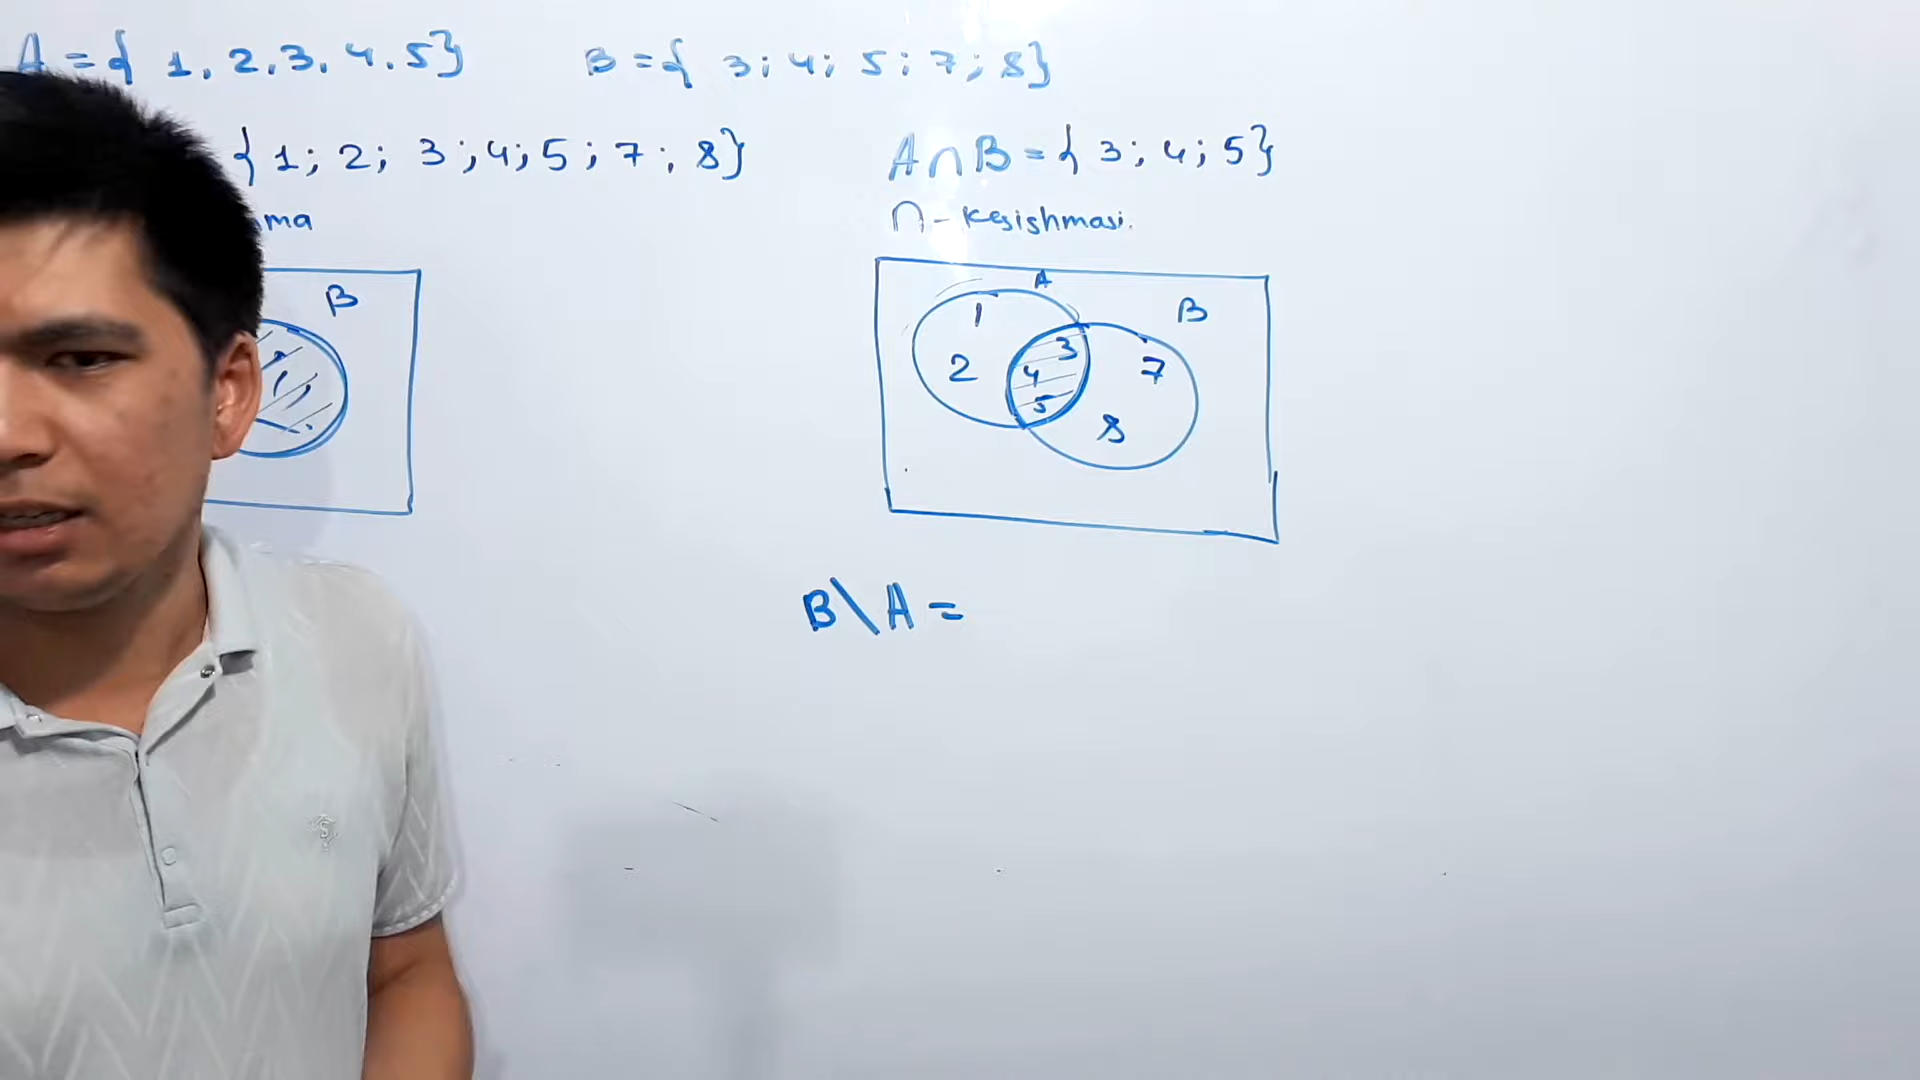 A = { 1, 2, 3, 4, 5} B = { 3; 4; 5; 7; 8}
{ 1; 2; 3; 4; 5; 7; 8} A ∩ B = { 3; 4; 5}
ma ∩ - kesishmasi.
B
A
B
1
2
3
4
5
7
8
B \ A =